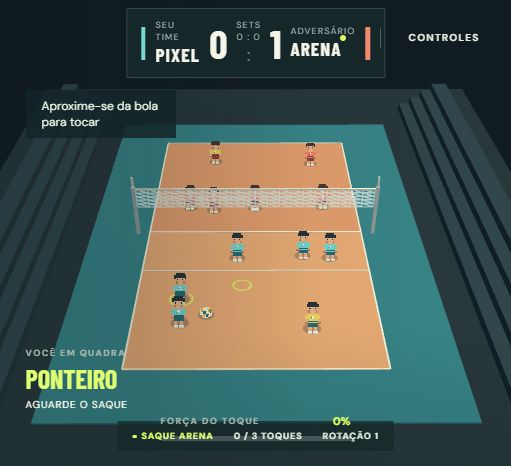 SEU TIME
PIXEL
0
SETS
0 : 0
:
1
ADVERSÁRIO
ARENA
CONTROLES
Aproxime-se da bola
para tocar
VOCÊ EM QUADRA
PONTEIRO
AGUARDE O SAQUE
FORÇA DO TOQUE 0%
SAQUE ARENA 0 / 3 TOQUES ROTAÇÃO 1